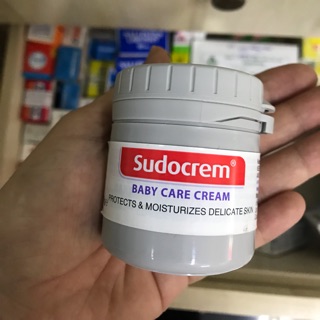 Sudocrem®
BABY CARE CREAM
PROTECTS & MOISTURIZES DELICATE SKIN